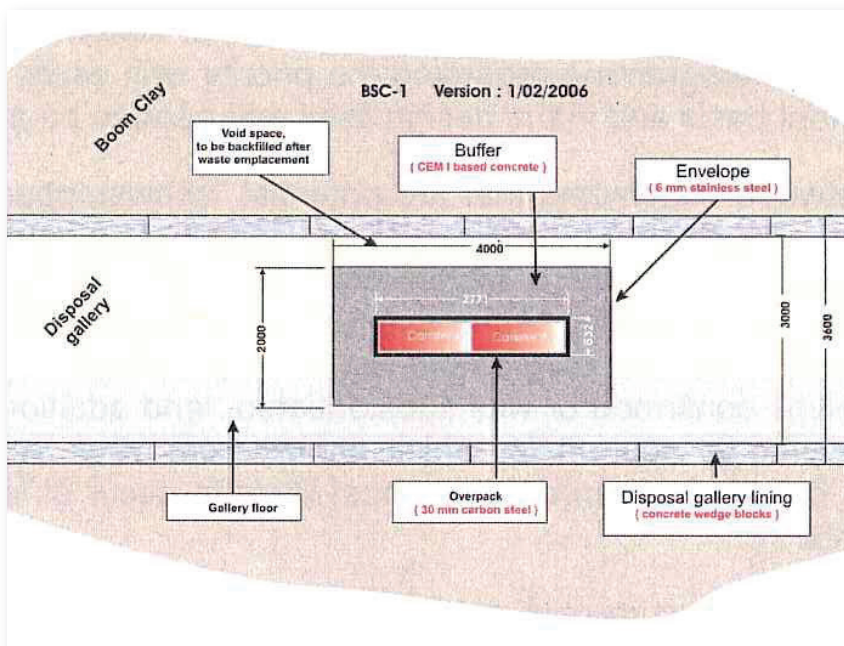 BSC-1 Version : 1/02/2006
Boom Clay
Void space,
to be backfilled after
waste emplacement
Buffer
( CEM I based concrete )
Envelope
( 6 mm stainless steel )
4000
Disposal
gallery
2000
632
3000
3600
Gallery floor
Overpack
( 30 mm carbon steel )
Disposal gallery lining
( concrete wedge blocks )